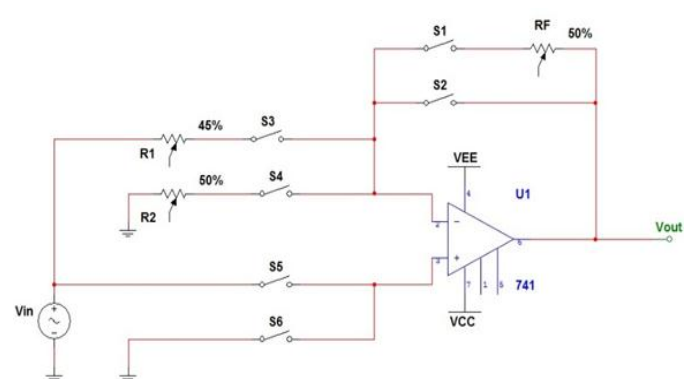 S1
RF
50%
S2
45%
S3
R1
VEE
50%
S4
4
U1
R2
2
−
6
Vout
S5
3
+
7
1
5
741
Vin
+
−
S6
VCC